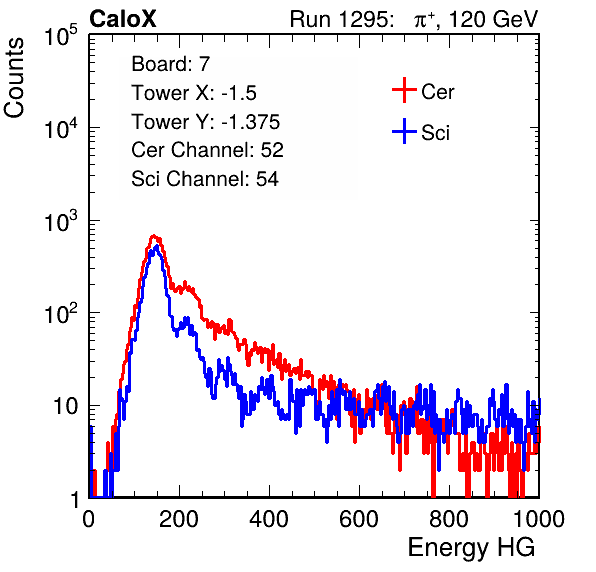 CaloX Run 1295: π⁺, 120 GeV
Counts
Board: 7
Tower X: -1.5
Tower Y: -1.375
Cer Channel: 52
Sci Channel: 54
Cer
Sci
10⁵
10⁴
10³
10²
10
1
0 200 400 600 800 1000
Energy HG